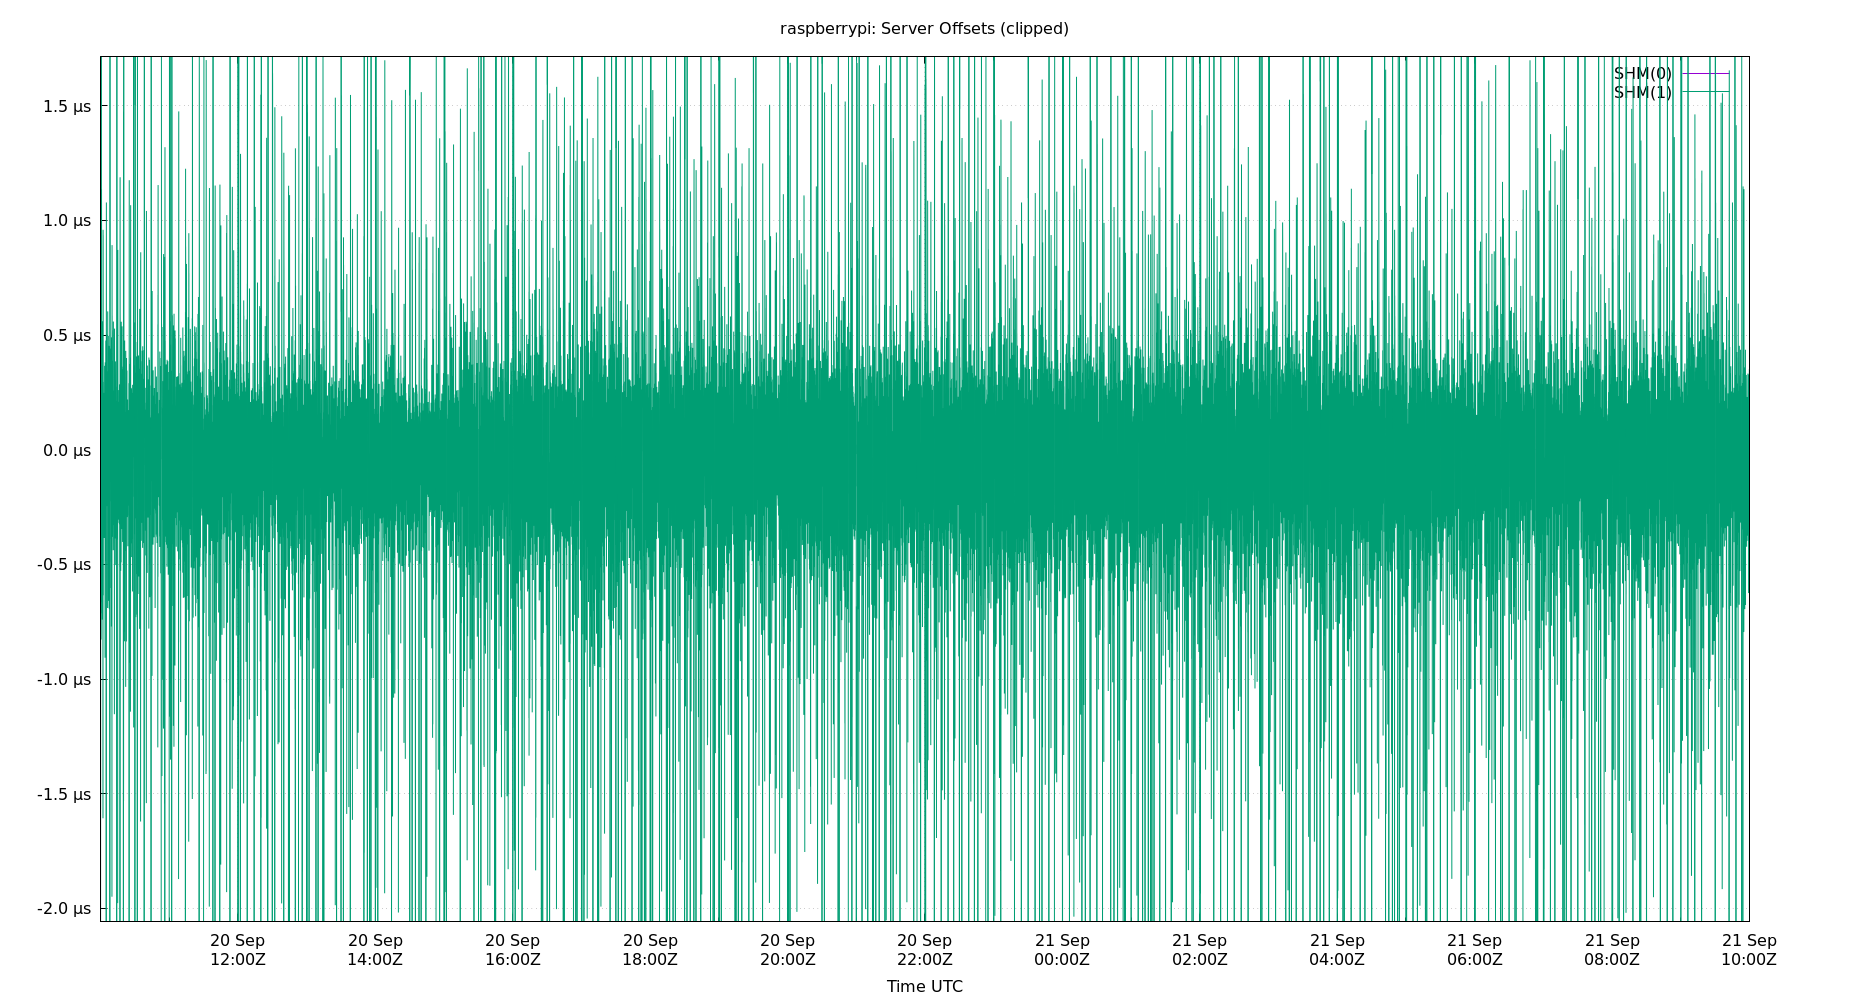 raspberrypi: Server Offsets (clipped)
SHM(0)
SHM(1)
1.5 µs
1.0 µs
0.5 µs
0.0 µs
-0.5 µs
-1.0 µs
-1.5 µs
-2.0 µs
20 Sep 20 Sep 20 Sep 20 Sep 20 Sep 20 Sep 21 Sep 21 Sep 21 Sep 21 Sep 21 Sep 21 Sep
12:00Z 14:00Z 16:00Z 18:00Z 20:00Z 22:00Z 00:00Z 02:00Z 04:00Z 06:00Z 08:00Z 10:00Z
Time UTC